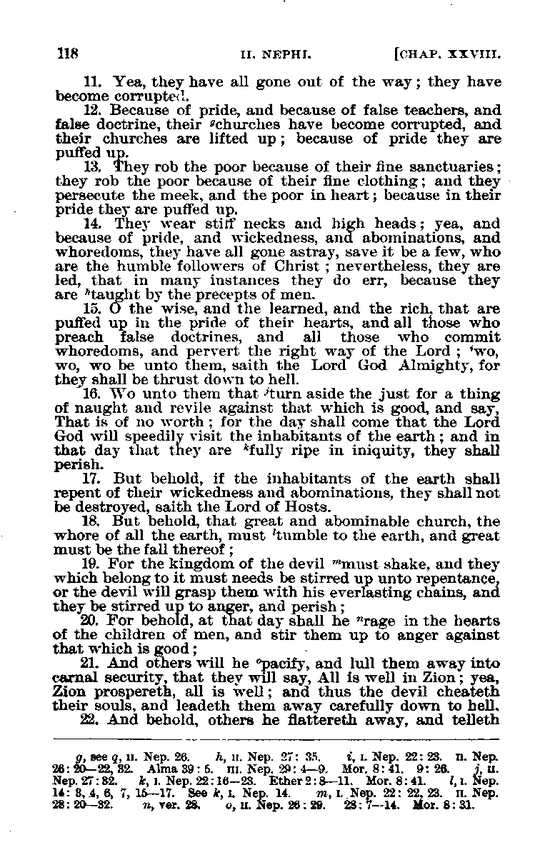 118 II. NEPHI. [CHAP. XXVIII.
11. Yea, they have all gone out of the way; they have
become corrupted.
12. Because of pride, and because of false teachers, and
false doctrine, their ᵍchurches have become corrupted, and
their churches are lifted up; because of pride they are
puffed up.
13. They rob the poor because of their fine sanctuaries;
they rob the poor because of their fine clothing; and they
persecute the meek, and the poor in heart; because in their
pride they are puffed up.
14. They wear stiff necks and high heads; yea, and
because of pride, and wickedness, and abominations, and
whoredoms, they have all gone astray, save it be a few, who
are the humble followers of Christ; nevertheless, they are
led, that in many instances they do err, because they
are ʰtaught by the precepts of men.
15. O the wise, and the learned, and the rich, that are
puffed up in the pride of their hearts, and all those who
preach false doctrines, and all those who commit
whoredoms, and pervert the right way of the Lord; ⁱwo,
wo, wo be unto them, saith the Lord God Almighty, for
they shall be thrust down to hell.
16. Wo unto them that ʲturn aside the just for a thing
of naught and revile against that which is good, and say,
That is of no worth; for the day shall come that the Lord
God will speedily visit the inhabitants of the earth; and in
that day that they are ᵏfully ripe in iniquity, they shall
perish.
17. But behold, if the inhabitants of the earth shall
repent of their wickedness and abominations, they shall not
be destroyed, saith the Lord of Hosts.
18. But behold, that great and abominable church, the
whore of all the earth, must ˡtumble to the earth, and great
must be the fall thereof;
19. For the kingdom of the devil ᵐmust shake, and they
which belong to it must needs be stirred up unto repentance,
or the devil will grasp them with his everlasting chains, and
they be stirred up to anger, and perish;
20. For behold, at that day shall he ⁿrage in the hearts
of the children of men, and stir them up to anger against
that which is good;
21. And others will he ᵒpacify, and lull them away into
carnal security, that they will say, All is well in Zion; yea,
Zion prospereth, all is well; and thus the devil cheateth
their souls, and leadeth them away carefully down to hell.
22. And behold, others he flattereth away, and telleth
g, see q, II. Nep. 26. h, II. Nep. 27: 35. i, I. Nep. 22: 23. II. Nep.
26: 20—22, 32. Alma 39: 5. III. Nep. 29: 4—9. Mor. 8: 41. 9: 26. j, II.
Nep. 27: 32. k, I. Nep. 22: 16—23. Ether 2: 8—11. Mor. 8: 41. l, I. Nep.
14: 3, 4, 6, 7, 15—17. See k, I. Nep. 14. m, I. Nep. 22: 22, 23. II. Nep.
28: 20—32. n, ver. 28. o, II. Nep. 26: 29. 28: 7—14. Mor. 8: 31.